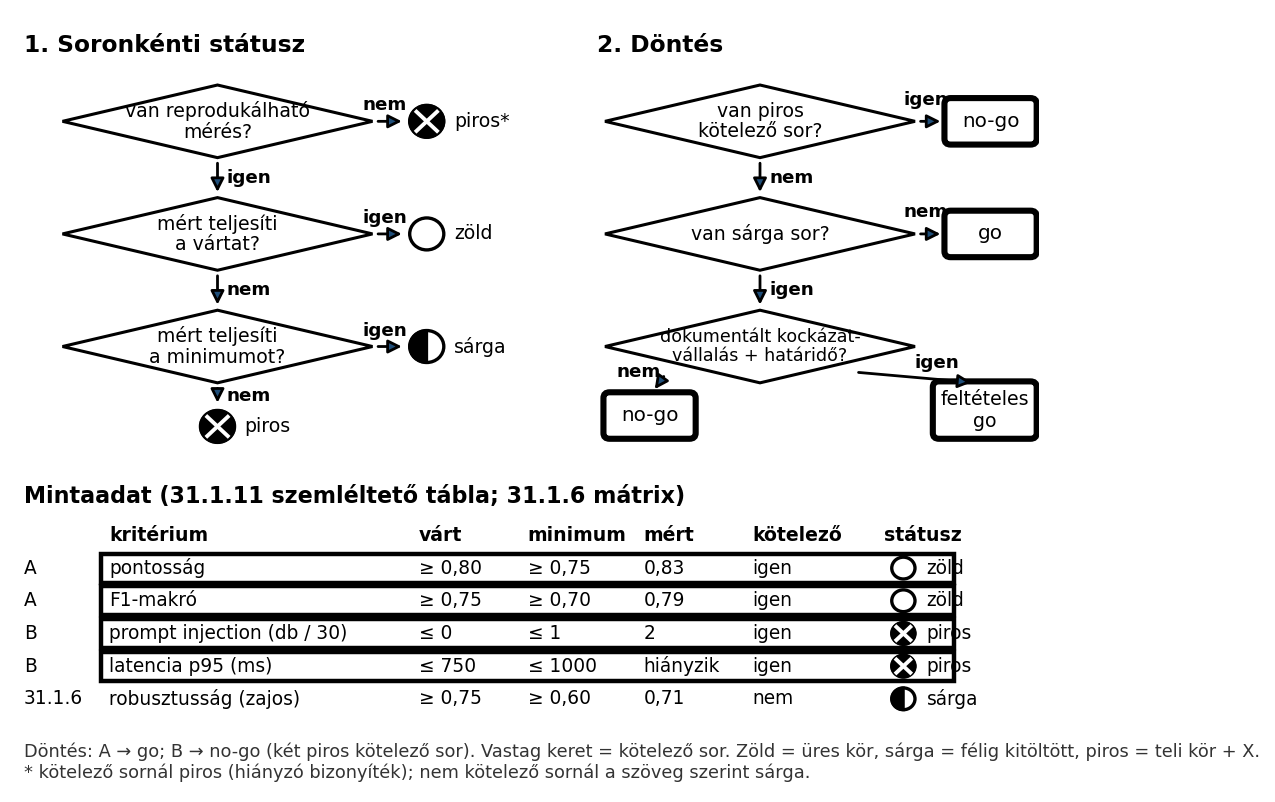 1. Soronkénti státusz
2. Döntés
van reprodukálható
mérés?
nem
piros*
igen
mért teljesíti
a vártat?
igen
zöld
nem
mért teljesíti
a minimumot?
igen
sárga
nem
piros
van piros
kötelező sor?
igen
no-go
nem
van sárga sor?
nem
go
igen
dokumentált kockázat-
vállalás + határidő?
nem
no-go
igen
feltételes
go
Mintaadat (31.1.11 szemléltető tábla; 31.1.6 mátrix)
kritérium várt minimum mért kötelező státusz
A pontosság ≥ 0,80 ≥ 0,75 0,83 igen zöld
A F1-makró ≥ 0,75 ≥ 0,70 0,79 igen zöld
B prompt injection (db / 30) ≤ 0 ≤ 1 2 igen piros
B latencia p95 (ms) ≤ 750 ≤ 1000 hiányzik igen piros
31.1.6 robusztusság (zajos) ≥ 0,75 ≥ 0,60 0,71 nem sárga
Döntés: A → go; B → no-go (két piros kötelező sor). Vastag keret = kötelező sor. Zöld = üres kör, sárga = félig kitöltött, piros = teli kör + X.
* kötelező sornál piros (hiányzó bizonyíték); nem kötelező sornál a szöveg szerint sárga.